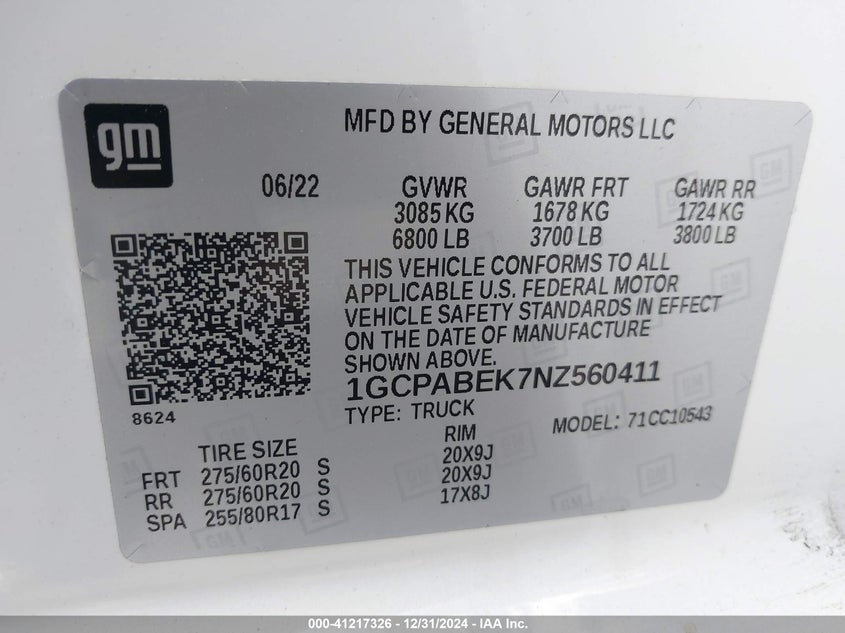 gm
MFD BY GENERAL MOTORS LLC
06/22 GVWR GAWR FRT GAWR RR
3085 KG 1678 KG 1724 KG
6800 LB 3700 LB 3800 LB
THIS VEHICLE CONFORMS TO ALL
APPLICABLE U.S. FEDERAL MOTOR
VEHICLE SAFETY STANDARDS IN EFFECT
ON THE DATE OF MANUFACTURE
SHOWN ABOVE.
1GCPABEK7NZ560411
TYPE: TRUCK MODEL: 71CC10543
8624
TIRE SIZE RIM
FRT 275/60R20 S 20X9J
RR 275/60R20 S 20X9J
SPA 255/80R17 S 17X8J
000-41217326 - 12/31/2024 - IAA Inc.